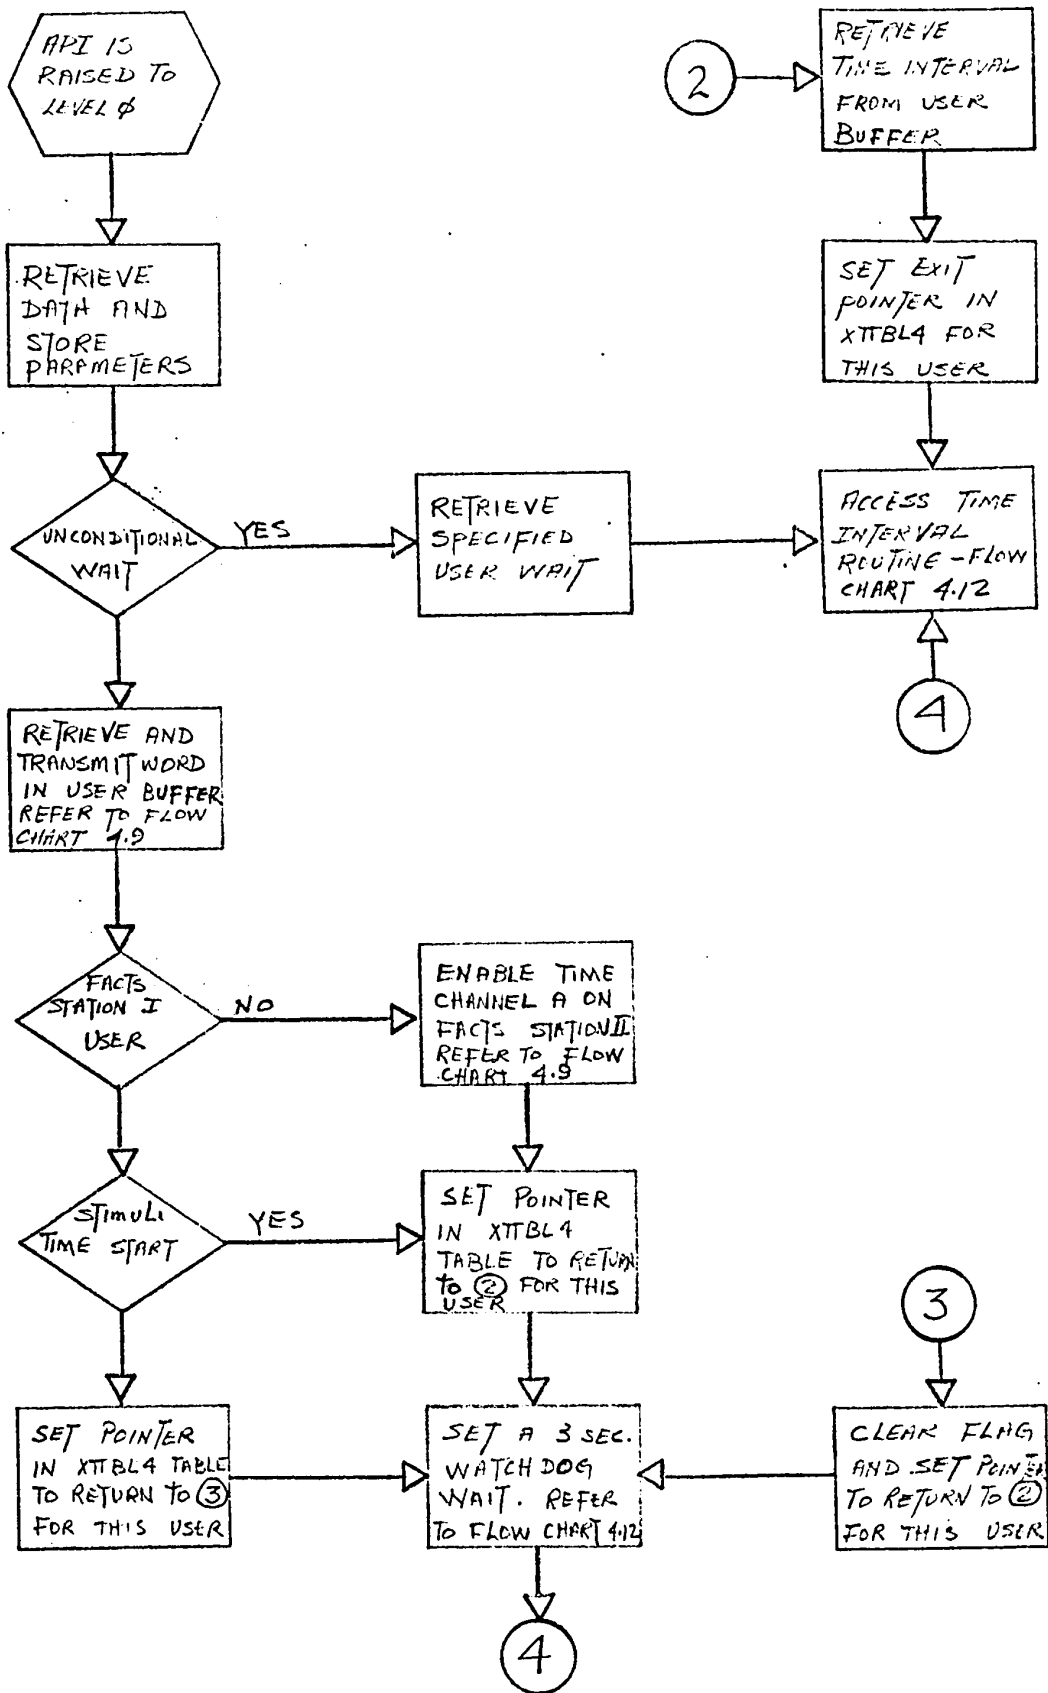 API IS
RAISED TO
LEVEL φ
2
RETRIEVE
TIME INTERVAL
FROM USER
BUFFER
RETRIEVE
DATA AND
STORE
PARAMETERS
SET EXIT
POINTER IN
XTTBL4 FOR
THIS USER
UNCONDITIONAL
WAIT
YES
RETRIEVE
SPECIFIED
USER WAIT
ACCESS TIME
INTERVAL
ROUTINE-FLOW
CHART 4.12
4
RETRIEVE AND
TRANSMIT WORD
IN USER BUFFER
REFER TO FLOW
CHART 4.9
FACTS
STATION I
USER
NO
ENABLE TIME
CHANNEL A ON
FACTS STATION II
REFER TO FLOW
CHART 4.9
STIMULI
TIME START
YES
SET POINTER
IN XTTBL4
TABLE TO RETURN
TO 2 FOR THIS
USER
3
SET POINTER
IN XTTBL4 TABLE
TO RETURN TO 3
FOR THIS USER
SET A 3 SEC.
WATCH DOG
WAIT. REFER
TO FLOW CHART 4.12
CLEAR FLAG
AND SET POINTER
TO RETURN TO 2
FOR THIS USER
4